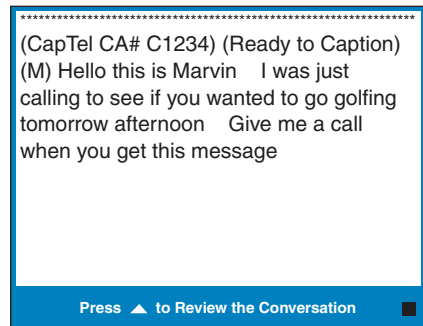 ******************************************************************
(CapTel CA# C1234) (Ready to Caption)
(M) Hello this is Marvin    I was just
calling to see if you wanted to go golfing
tomorrow afternoon    Give me a call
when you get this message
Press ▲ to Review the Conversation